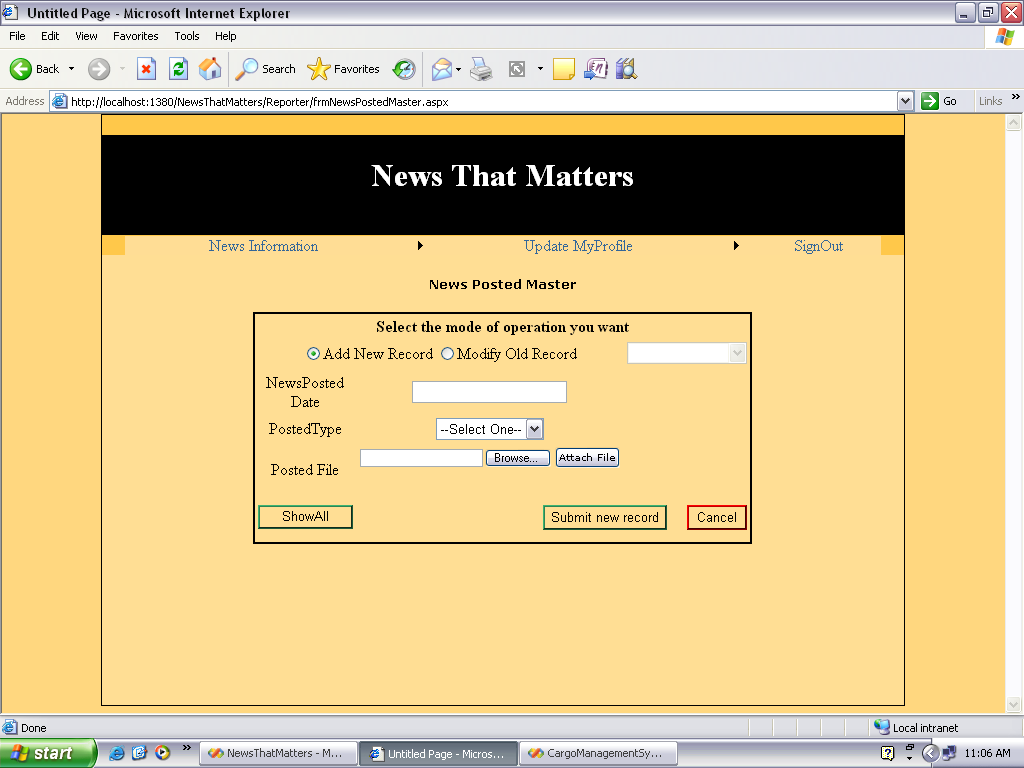 Untitled Page - Microsoft Internet Explorer
File Edit View Favorites Tools Help
Back Search Favorites
Address http://localhost:1380/NewsThatMatters/Reporter/frmNewsPostedMaster.aspx Go Links »
News That Matters
News Information Update MyProfile SignOut
News Posted Master
Select the mode of operation you want
Add New Record Modify Old Record
NewsPosted
Date
PostedType --Select One--
Browse... Attach File
Posted File
ShowAll Submit new record Cancel
Done Local intranet
start » NewsThatMatters - M... Untitled Page - Micros... CargoManagementSy... 11:06 AM